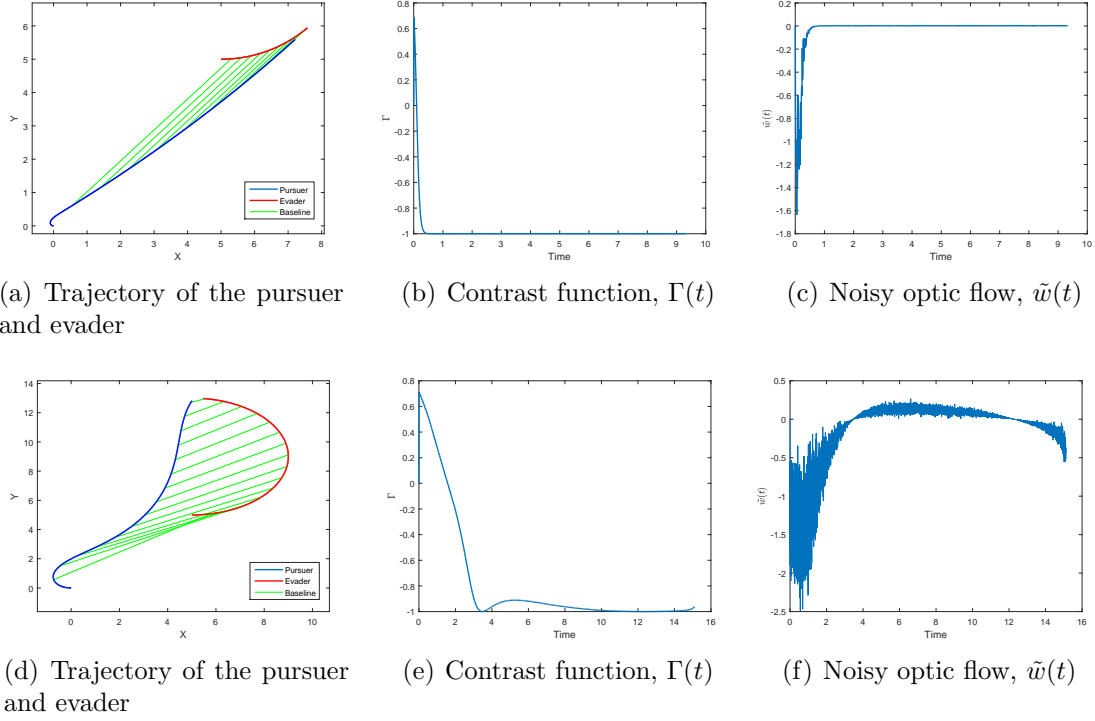 6
5
4
3
2
1
0
Y
0 1 2 3 4 5 6 7 8
X
Pursuer
Evader
Baseline
0.8
0.6
0.4
0.2
0
-0.2
-0.4
-0.6
-0.8
-1
Γ
0 1 2 3 4 5 6 7 8 9 10
Time
0.2
0
-0.2
-0.4
-0.6
-0.8
-1
-1.2
-1.4
-1.6
-1.8
w̃(t)
0 1 2 3 4 5 6 7 8 9 10
Time
(a) Trajectory of the pursuer
and evader
(b) Contrast function, Γ(t)
(c) Noisy optic flow, w̃(t)
14
12
10
8
6
4
2
0
Y
0 2 4 6 8 10
X
Pursuer
Evader
Baseline
0.8
0.6
0.4
0.2
0
-0.2
-0.4
-0.6
-0.8
-1
Γ
0 2 4 6 8 10 12 14 16
Time
0.5
0
-0.5
-1
-1.5
-2
-2.5
w̃(t)
0 2 4 6 8 10 12 14 16
Time
(d) Trajectory of the pursuer
and evader
(e) Contrast function, Γ(t)
(f) Noisy optic flow, w̃(t)